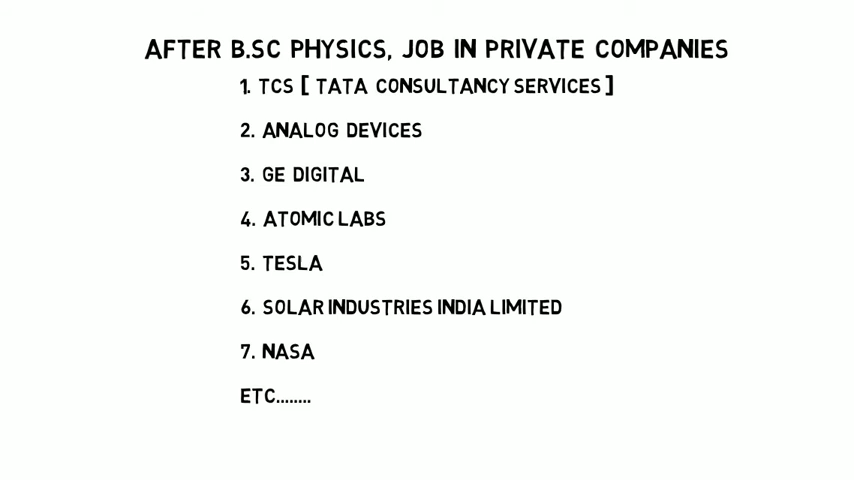 AFTER B.SC PHYSICS, JOB IN PRIVATE COMPANIES
1. TCS [ TATA CONSULTANCY SERVICES ]
2. ANALOG DEVICES
3. GE DIGITAL
4. ATOMIC LABS
5. TESLA
6. SOLAR INDUSTRIES INDIA LIMITED
7. NASA
ETC........